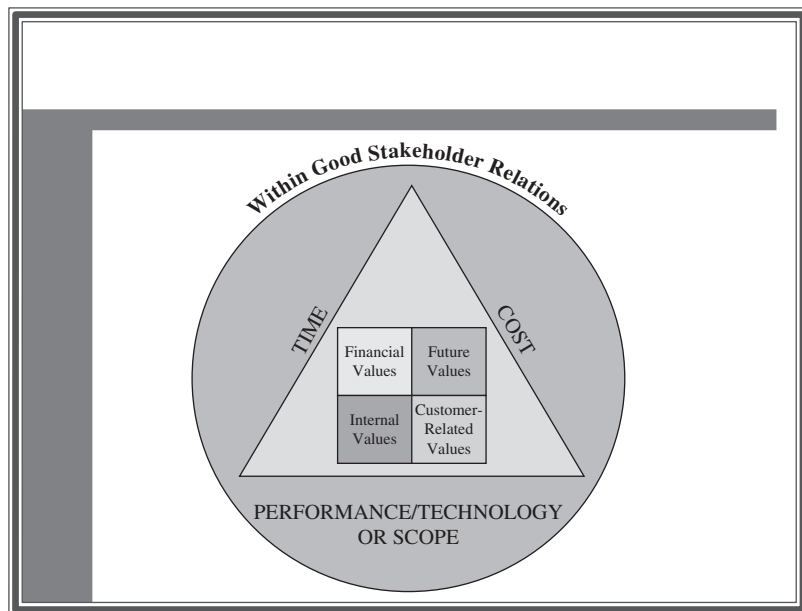 Within Good Stakeholder Relations
TIME
COST
Financial
Values
Future
Values
Internal
Values
Customer-
Related
Values
PERFORMANCE/TECHNOLOGY
OR SCOPE